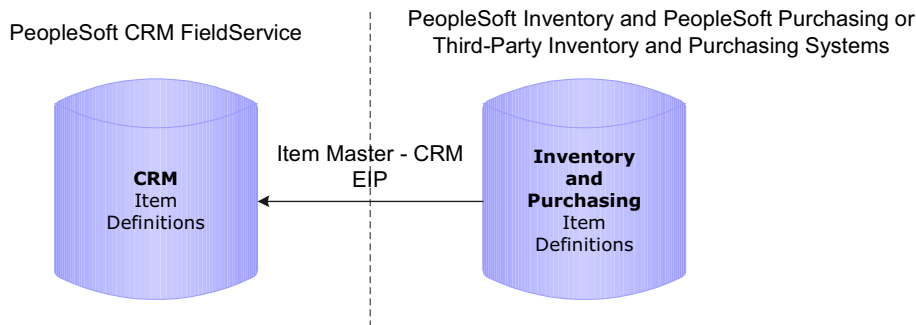 PeopleSoft CRM FieldService
PeopleSoft Inventory and PeopleSoft Purchasing or
Third-Party Inventory and Purchasing Systems
CRM
Item
Definitions
Item Master - CRM
EIP
Inventory
and
Purchasing
Item
Definitions